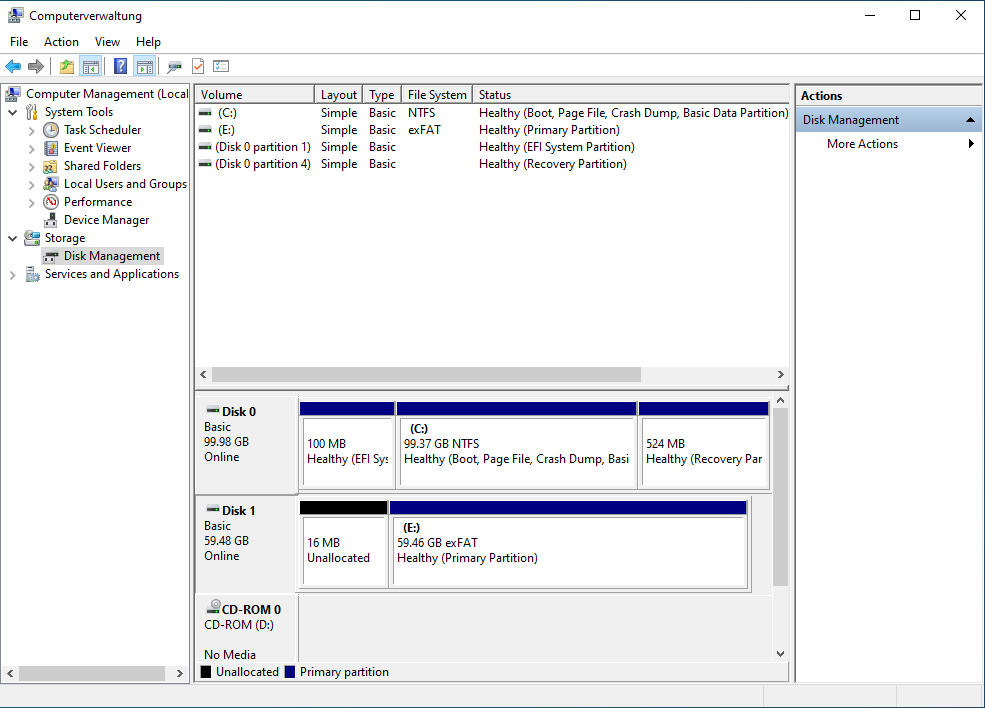 Computerverwaltung
File Action View Help
Computer Management (Local
System Tools
Task Scheduler
Event Viewer
Shared Folders
Local Users and Groups
Performance
Device Manager
Storage
Disk Management
Services and Applications
Volume Layout Type File System Status
(C:) Simple Basic NTFS Healthy (Boot, Page File, Crash Dump, Basic Data Partition)
(E:) Simple Basic exFAT Healthy (Primary Partition)
(Disk 0 partition 1) Simple Basic Healthy (EFI System Partition)
(Disk 0 partition 4) Simple Basic Healthy (Recovery Partition)
Disk 0
Basic
99.98 GB
Online
100 MB
Healthy (EFI Sys
(C:)
99.37 GB NTFS
Healthy (Boot, Page File, Crash Dump, Basi
524 MB
Healthy (Recovery Par
Disk 1
Basic
59.48 GB
Online
16 MB
Unallocated
(E:)
59.46 GB exFAT
Healthy (Primary Partition)
CD-ROM 0
CD-ROM (D:)
No Media
Unallocated Primary partition
Actions
Disk Management
More Actions